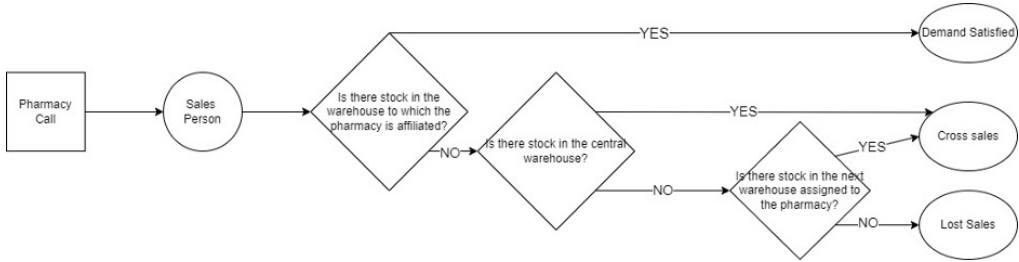 Pharmacy
Call
Sales
Person
Is there stock in the
warehouse to which the
pharmacy is affiliated?
YES
Demand Satisfied
NO
Is there stock in the central
warehouse?
YES
Cross sales
NO
Is there stock in the next
warehouse assigned to
the pharmacy?
YES
NO
Lost Sales